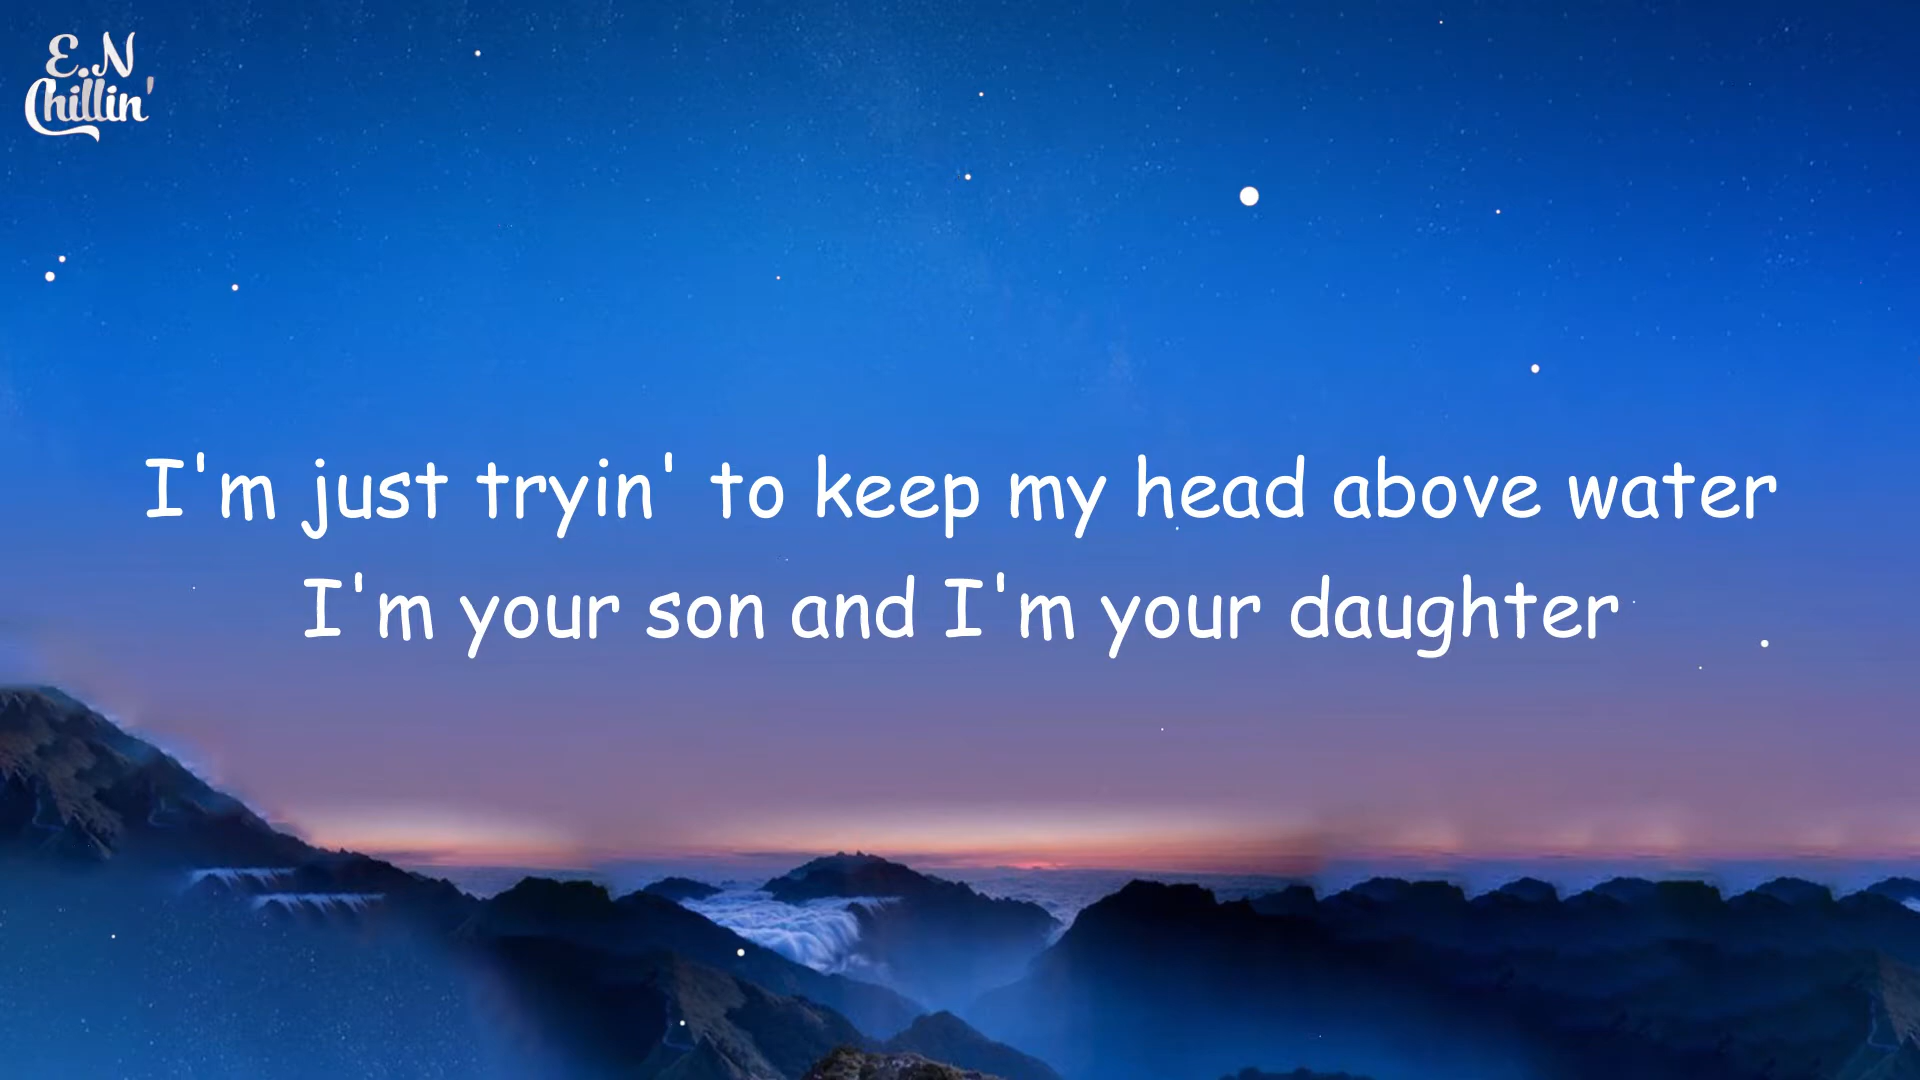 E.N
Chillin'
I'm just tryin' to keep my head above water
I'm your son and I'm your daughter